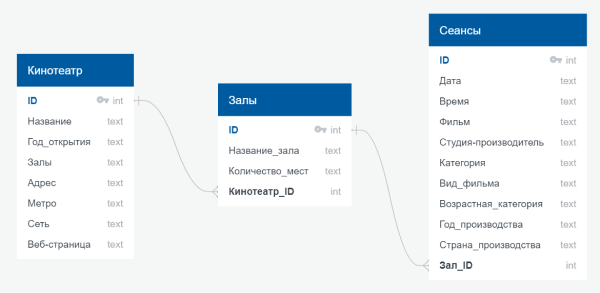 Кинотеатр
ID int
Название text
Год_открытия text
Залы text
Адрес text
Метро text
Сеть text
Веб-страница text
Залы
ID int
Название_зала text
Количество_мест text
Кинотеатр_ID int
Сеансы
ID int
Дата text
Время text
Фильм text
Студия-производитель text
Категория text
Вид_фильма text
Возрастная_категория text
Год_производства text
Страна_производства text
Зал_ID int